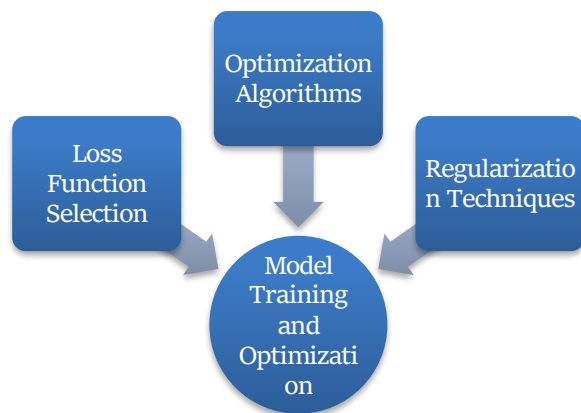 Optimization
Algorithms
Loss
Function
Selection
Regularizatio
n Techniques
Model
Training
and
Optimizati
on